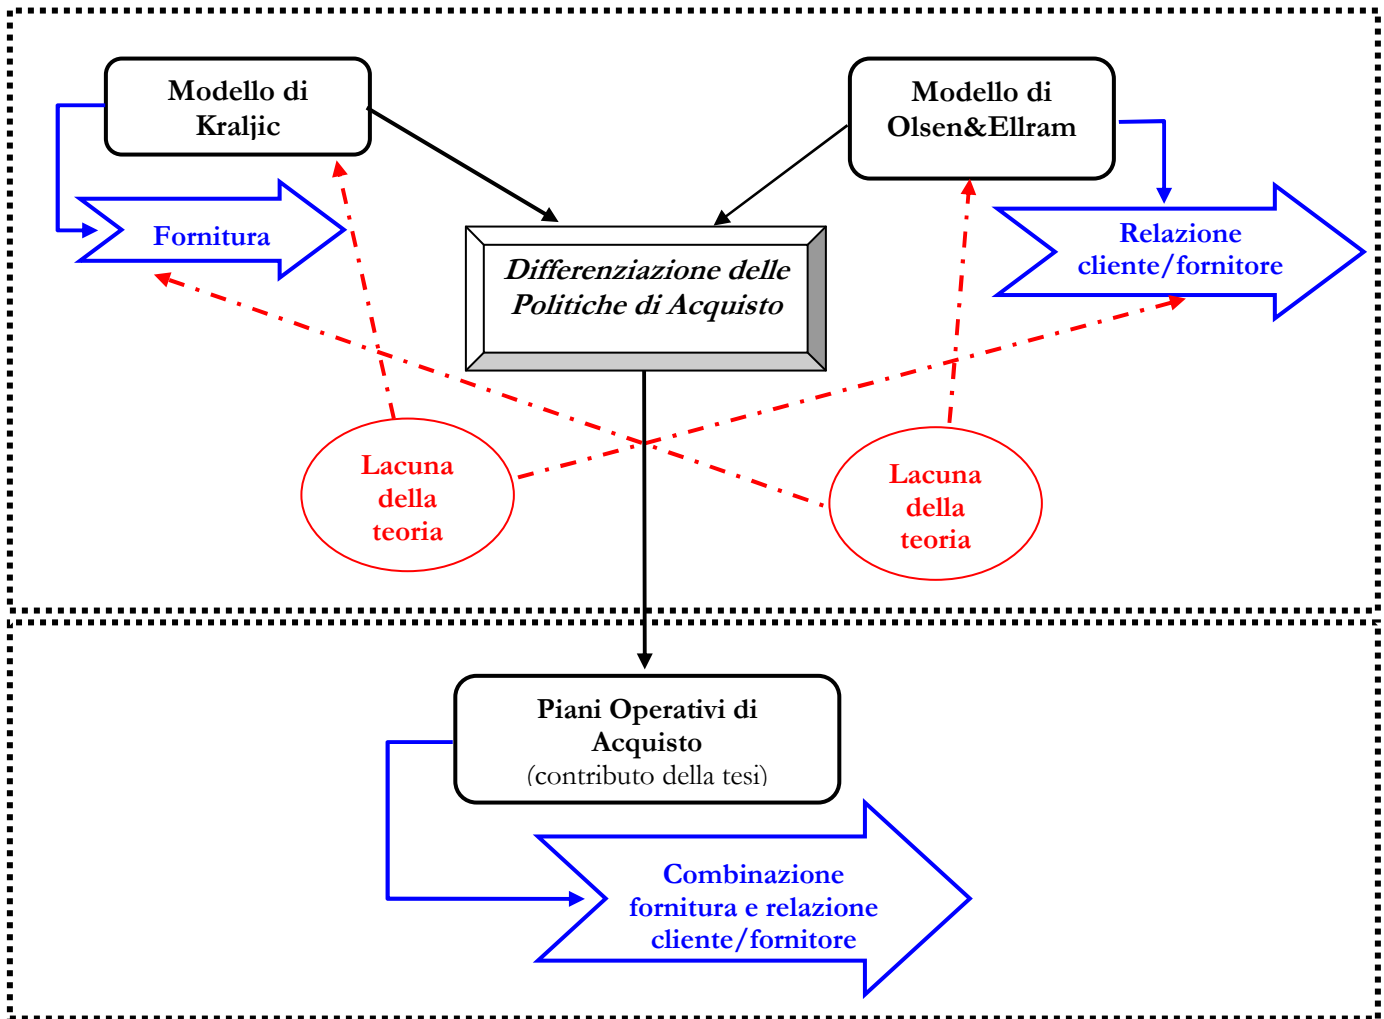 Modello di
Kraljic
Modello di
Olsen&Ellram
Fornitura
Differenziazione delle
Politiche di Acquisto
Relazione
cliente/fornitore
Lacuna
della
teoria
Lacuna
della
teoria
Piani Operativi di
Acquisto
(contributo della tesi)
Combinazione
fornitura e relazione
cliente/fornitore